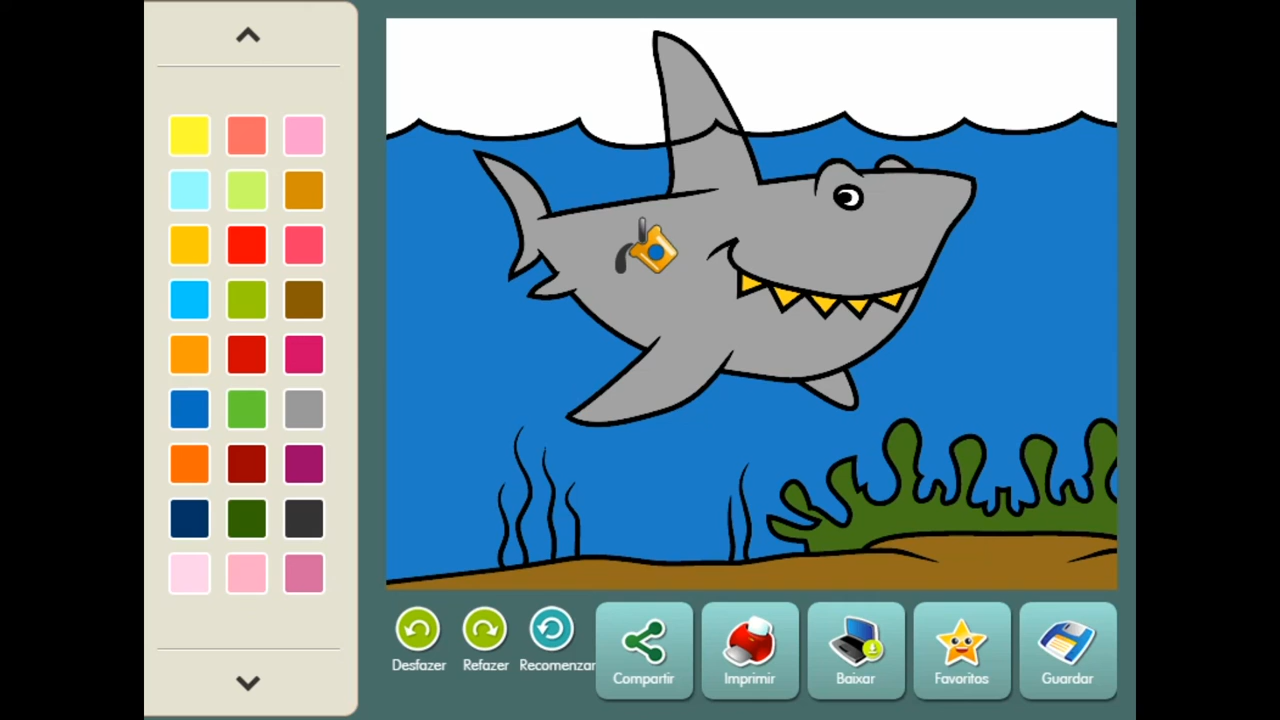 Desfazer
Refazer
Recomenzar
Compartir
Imprimir
Baixar
Favoritos
Guardar